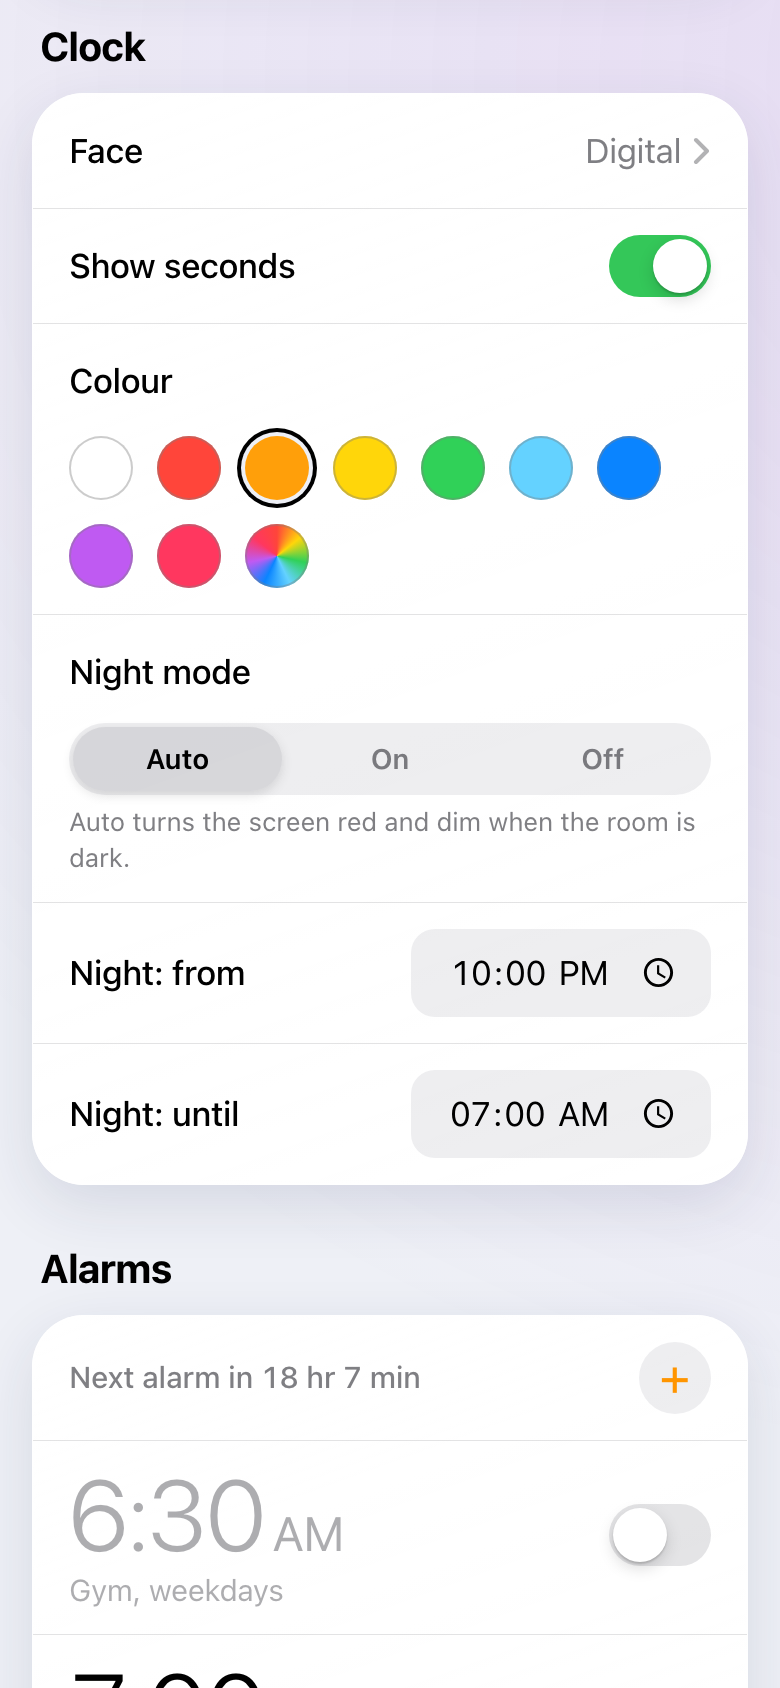 Clock
Face
Digital
Show seconds
Colour
Night mode
Auto
On
Off
Auto turns the screen red and dim when the room is
dark.
Night: from
10:00 PM
Night: until
07:00 AM
Alarms
Next alarm in 18 hr 7 min
+
6:30 AM
Gym, weekdays